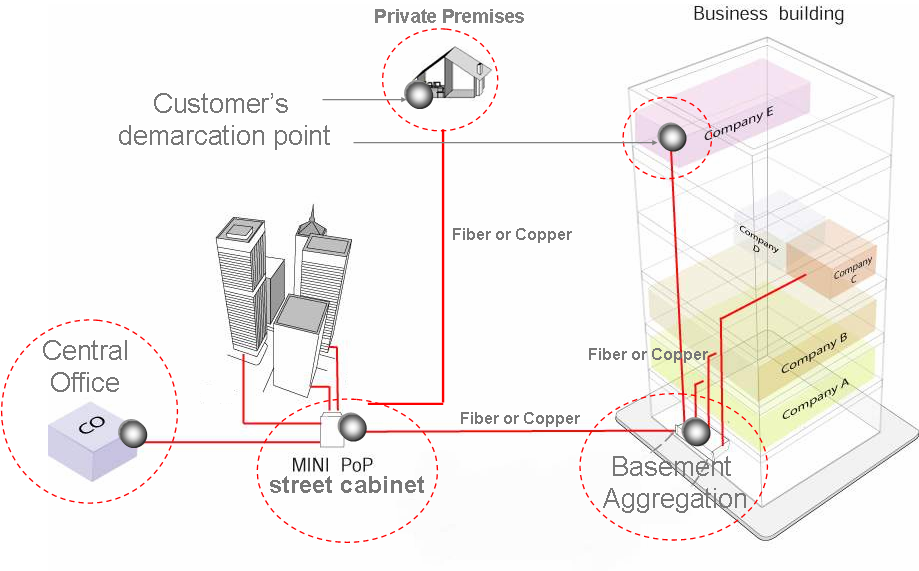 Private Premises
Business building
Customer's
demarcation point
Company E
Fiber or Copper
Company
D
Company
C
Central
Office
CO
Fiber or Copper
Company B
Company A
Fiber or Copper
MINI PoP
street cabinet
Basement
Aggregation